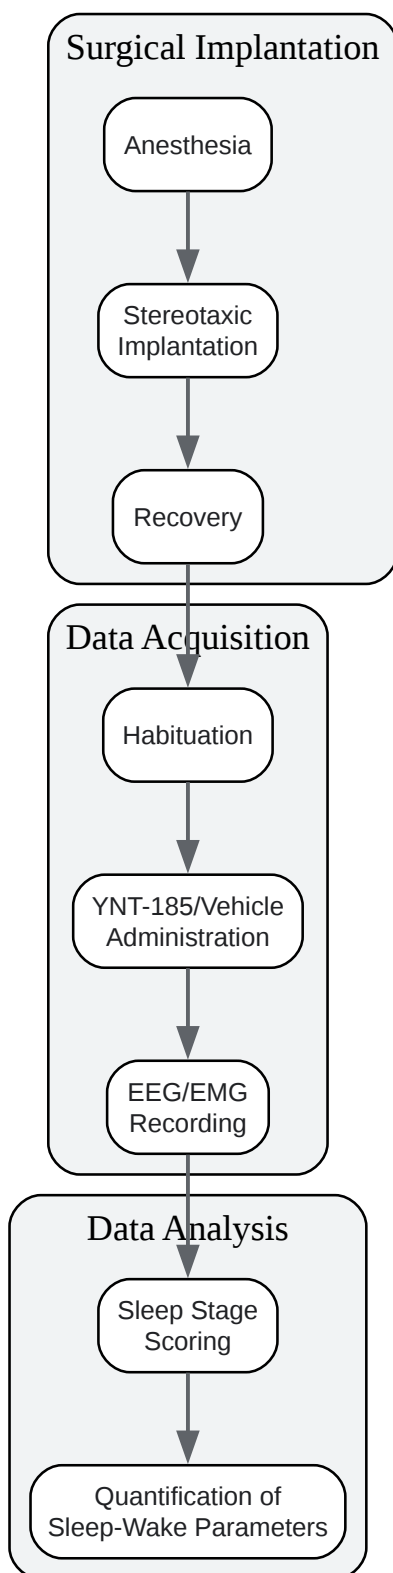 Surgical Implantation
Anesthesia
Stereotaxic
Implantation
Recovery
Data Acquisition
Habituation
YNT-185/Vehicle
Administration
EEG/EMG
Recording
Data Analysis
Sleep Stage
Scoring
Quantification of
Sleep-Wake Parameters